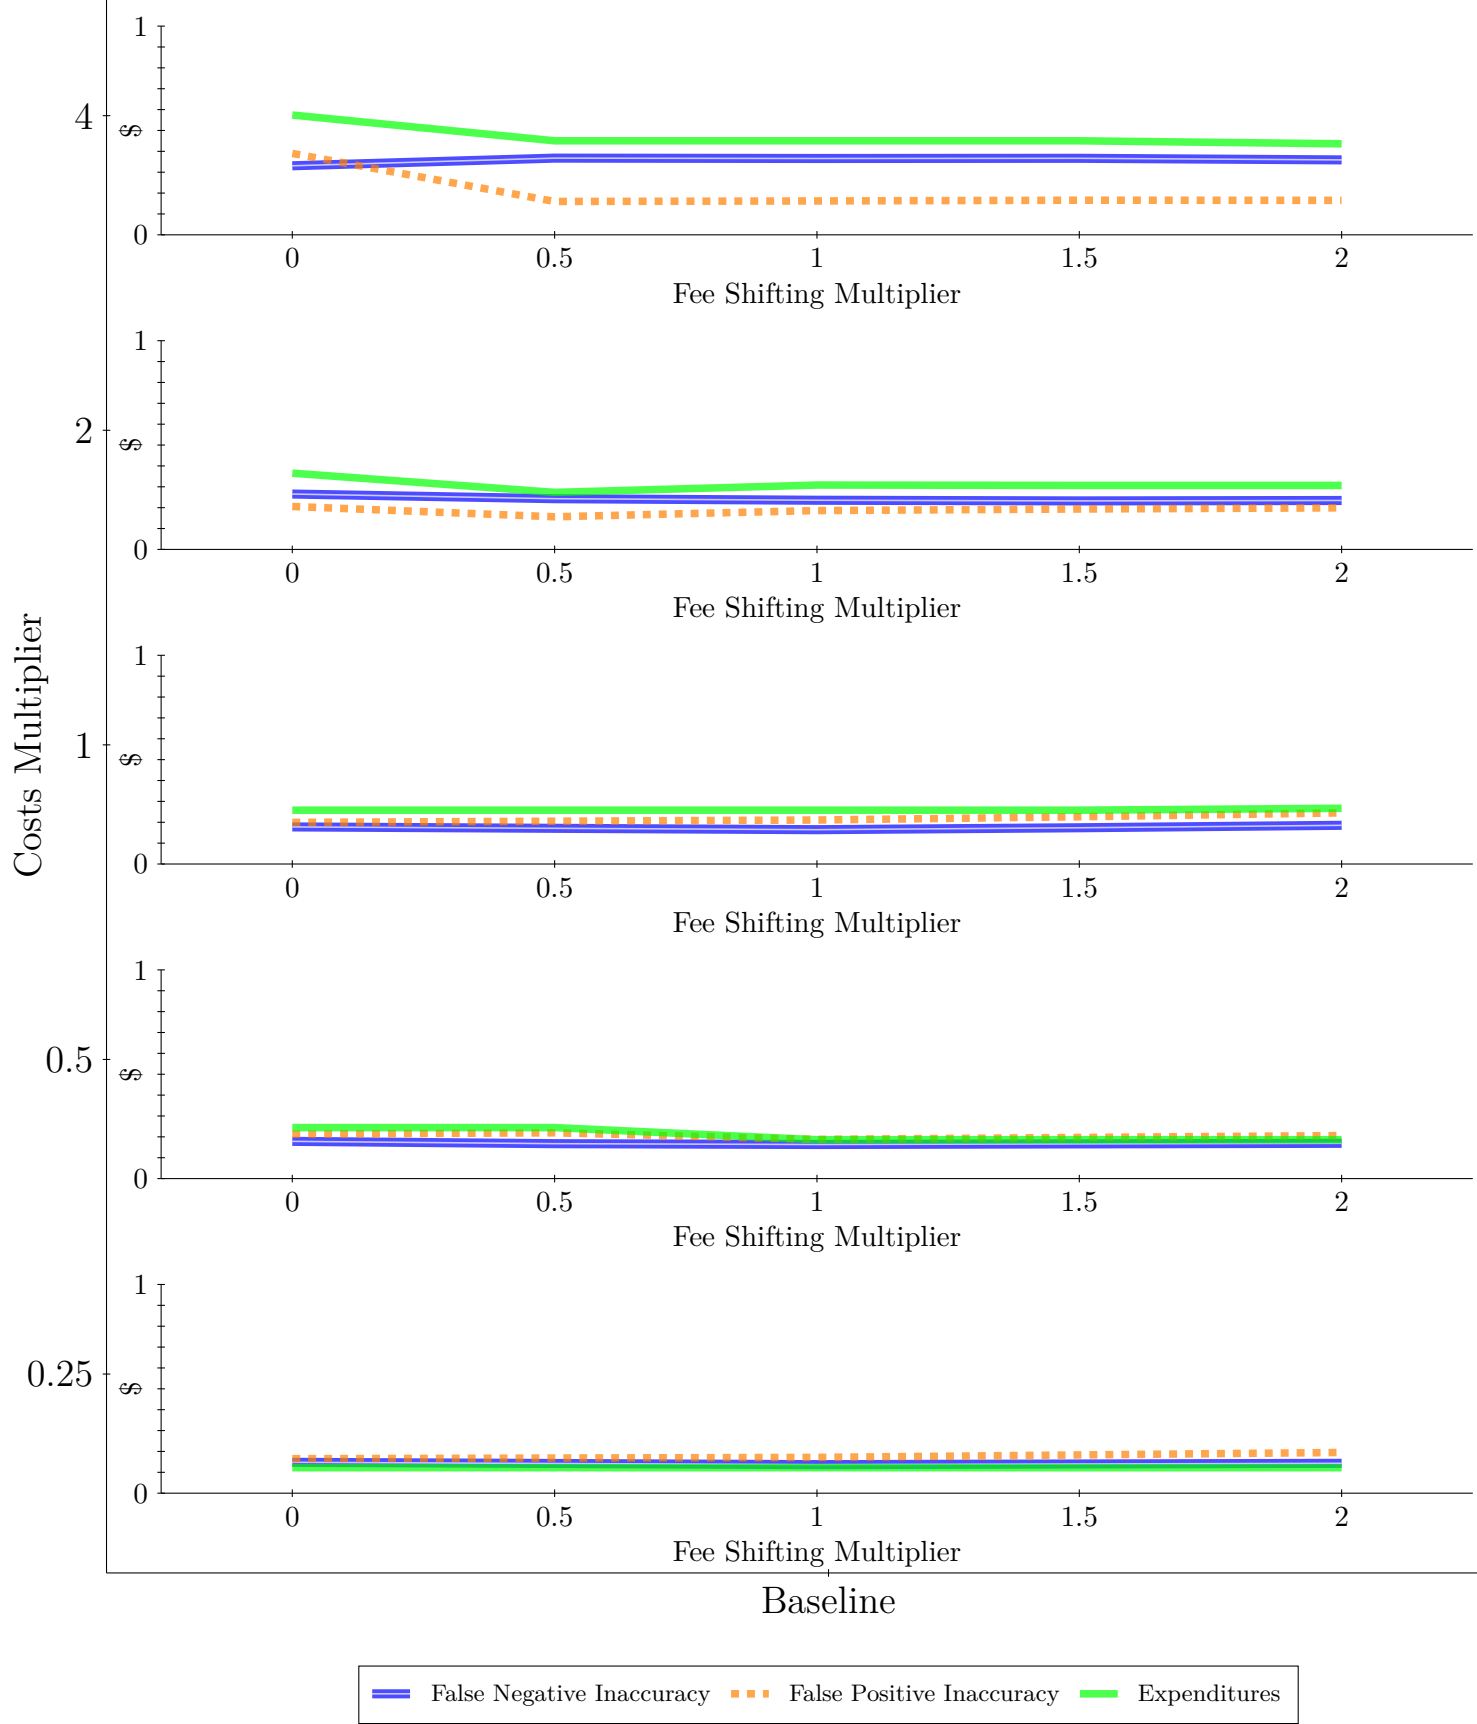 Costs Multiplier
4
$
1
0
0 0.5 1 1.5 2
Fee Shifting Multiplier
2
$
1
0
0 0.5 1 1.5 2
Fee Shifting Multiplier
1
$
1
0
0 0.5 1 1.5 2
Fee Shifting Multiplier
0.5
$
1
0
0 0.5 1 1.5 2
Fee Shifting Multiplier
0.25
$
1
0
0 0.5 1 1.5 2
Fee Shifting Multiplier
Baseline
False Negative Inaccuracy False Positive Inaccuracy Expenditures